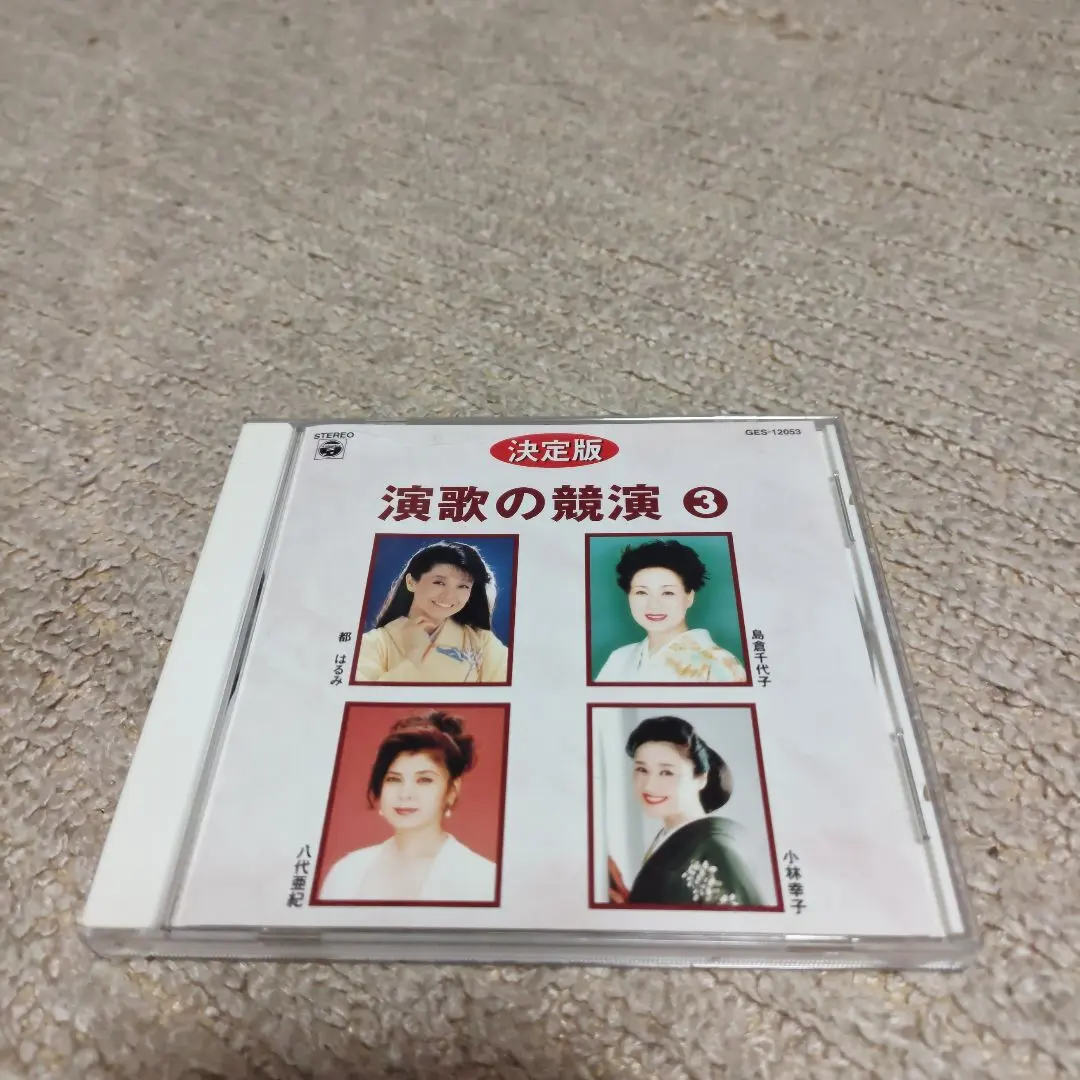 STEREO
GES-12053
決定版
演歌の競演 3
都 はるみ
島倉千代子
八代亜紀
小林幸子